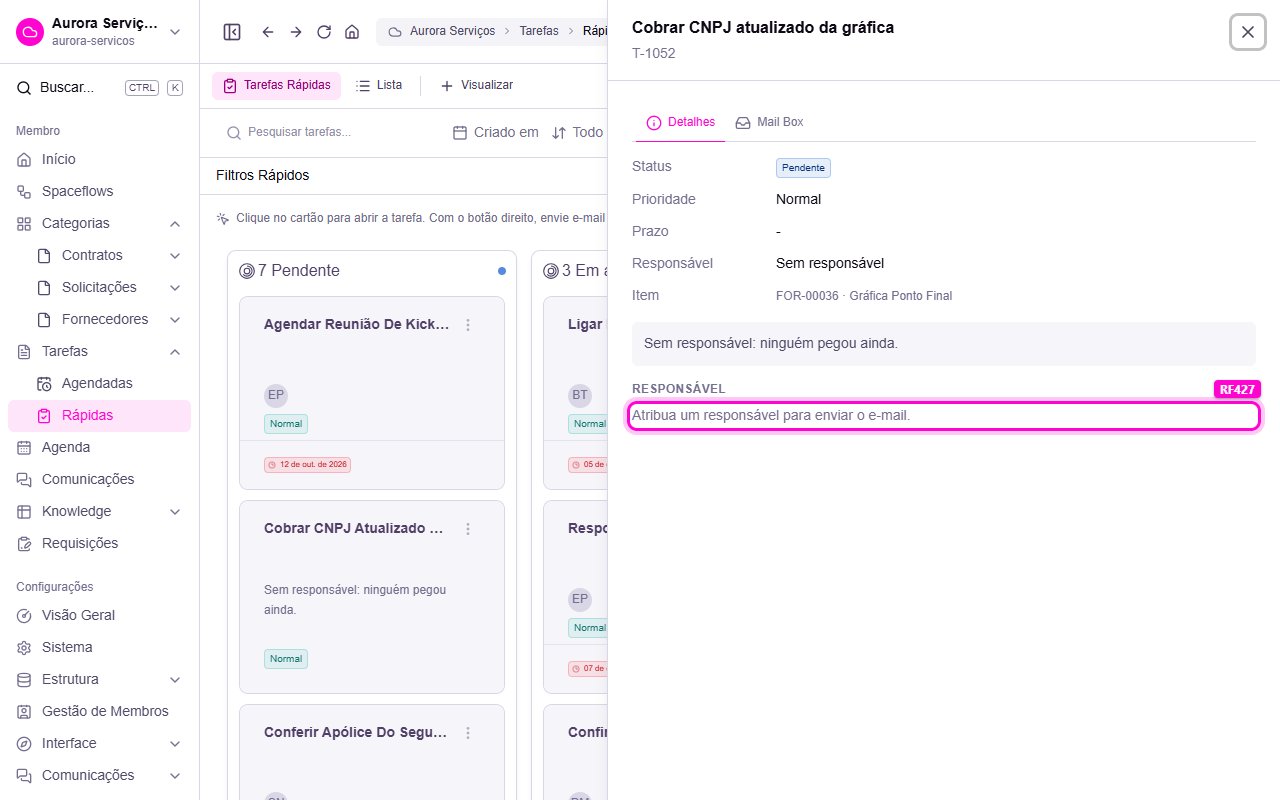 Aurora Serviç...
aurora-servicos
Buscar...
CTRL
K
Membro
Início
Spaceflows
Categorias
Contratos
Solicitações
Fornecedores
Tarefas
Agendadas
Rápidas
Agenda
Comunicações
Knowledge
Requisições
Configurações
Visão Geral
Sistema
Estrutura
Gestão de Membros
Interface
Comunicações
Aurora Serviços
Tarefas
Tarefas Rápidas
Lista
Visualizar
Pesquisar tarefas...
Criado em
Todo
Filtros Rápidos
Clique no cartão para abrir a tarefa. Com o botão direito, envie e-mail
7 Pendente
Agendar Reunião De Kick...
EP
Normal
12 de out. de 2026
Cobrar CNPJ Atualizado ...
Sem responsável: ninguém pegou
ainda.
Normal
Conferir Apólice Do Segu...
3 Em
Ligar
BT
Normal
05 de
EP
Normal
07 de
Cobrar CNPJ atualizado da gráfica
T-1052
Detalhes
Mail Box
Status
Pendente
Prioridade
Normal
Prazo
-
Responsável
Sem responsável
Item
FOR-00036 · Gráfica Ponto Final
Sem responsável: ninguém pegou ainda.
RESPONSÁVEL
RF427
Atribua um responsável para enviar o e-mail.